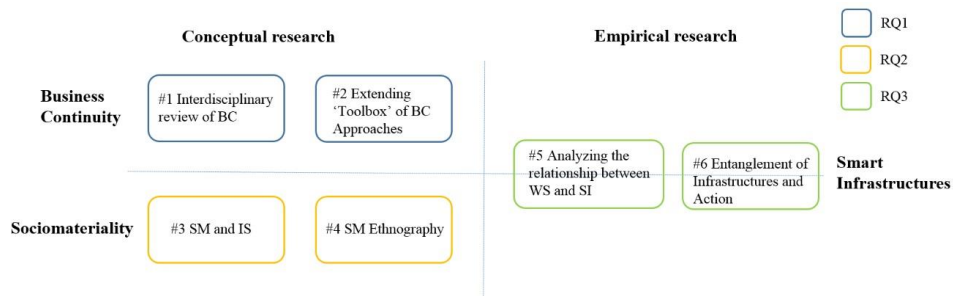 Conceptual research
Empirical research
RQ1
RQ2
RQ3
Business
Continuity
#1 Interdisciplinary
review of BC
#2 Extending
‘Toolbox’ of BC
Approaches
#5 Analyzing the
relationship between
WS and SI
#6 Entanglement of
Infrastructures and
Action
Smart
Infrastructures
Sociomateriality
#3 SM and IS
#4 SM Ethnography